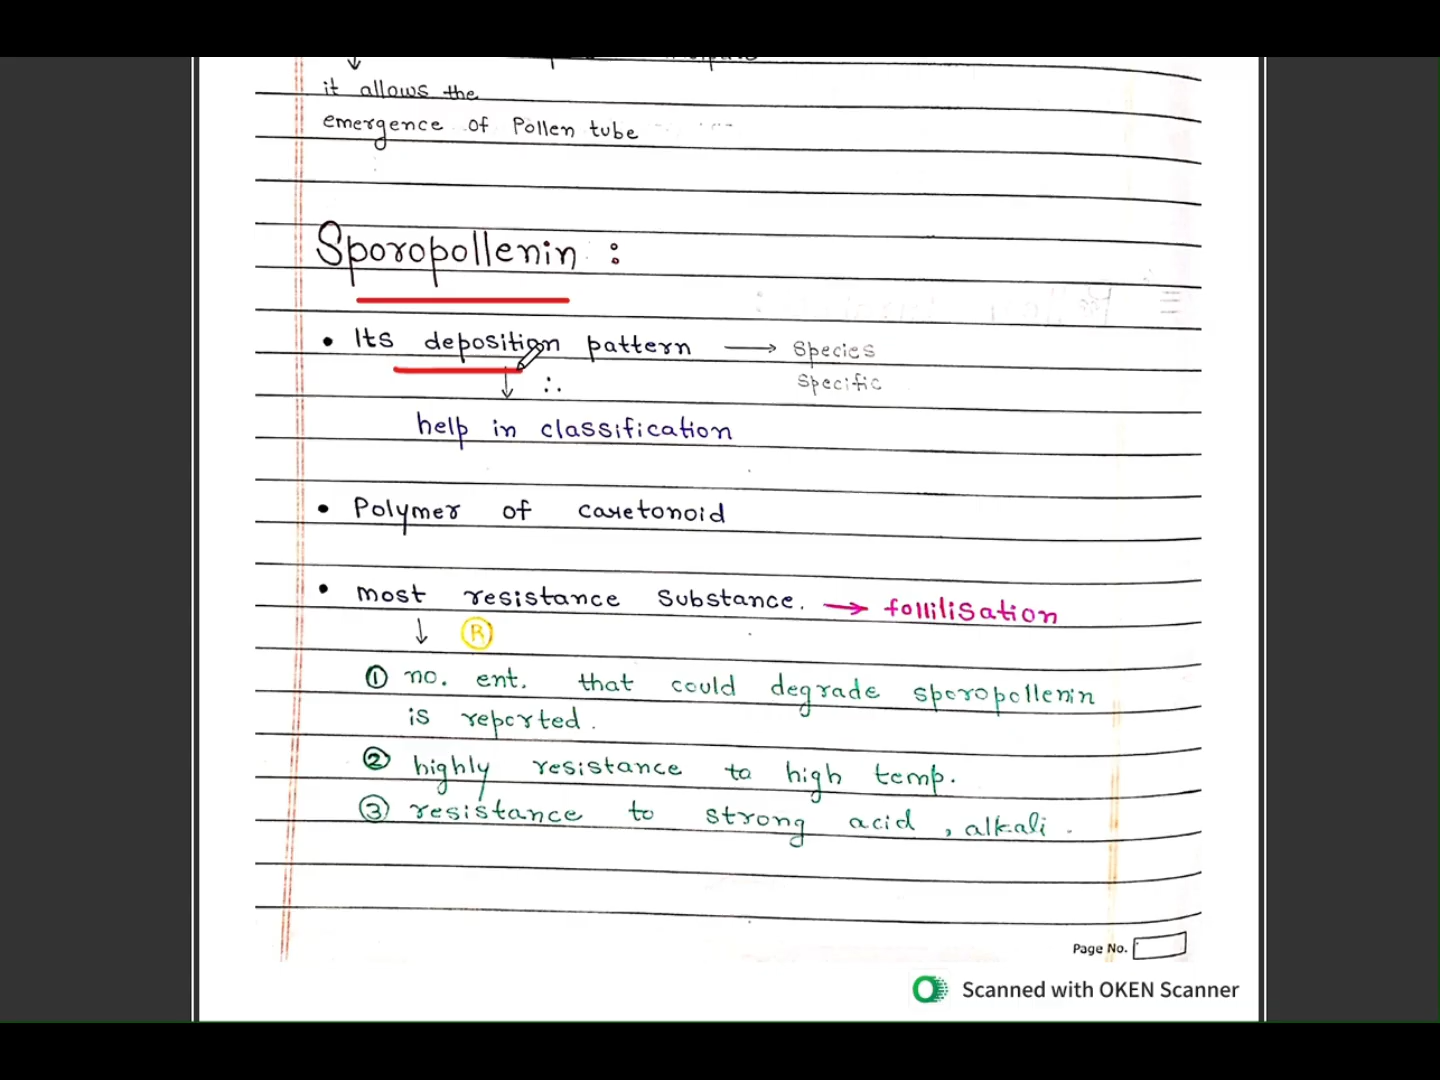 it allows the
emergence of Pollen tube
Sporopollenin :
• Its deposition pattern → Species
Specific
↓ ∴
help in classification
• Polymer of caretonoid
• most resistance Substance. → follilisation
↓ R
① no. ent. that could degrade sporopollenin
is reported.
② highly resistance to high temp.
③ resistance to strong acid, alkali.
Page No.
Scanned with OKEN Scanner